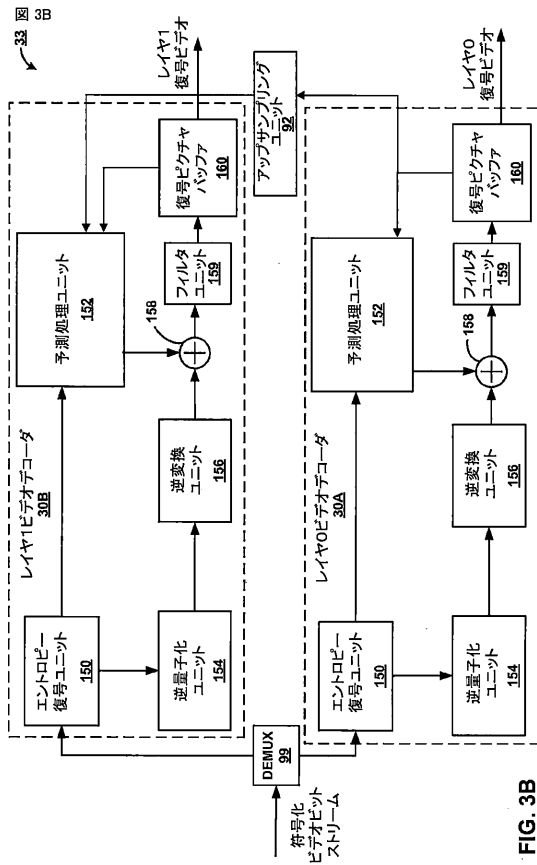 図 3B
33
レイヤ1
復号ビデオ
復号ピクチャ
バッファ
160
フィルタ
ユニット
159
158
予測処理ユニット
152
逆変換
ユニット
156
レイヤ1ビデオデコーダ
30B
エントロピー
復号ユニット
150
逆量子化
ユニット
154
アップサンプリング
ユニット
92
DEMUX
99
符号化
ビデオビット
ストリーム
レイヤ0
復号ビデオ
復号ピクチャ
バッファ
160
フィルタ
ユニット
159
158
予測処理ユニット
152
逆変換
ユニット
156
レイヤ0ビデオデコーダ
30A
エントロピー
復号ユニット
150
逆量子化
ユニット
154
FIG. 3B